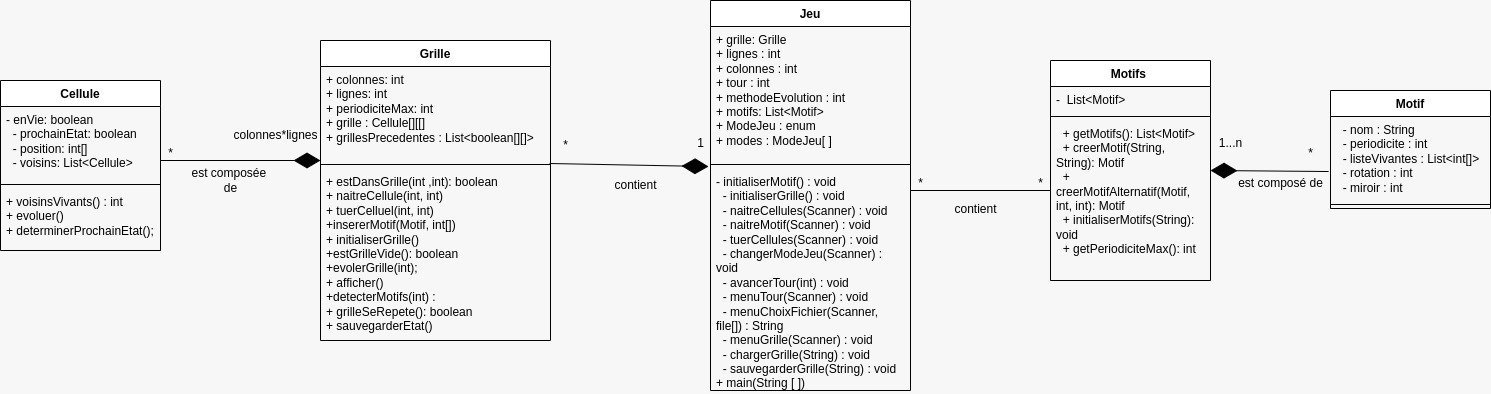 Cellule
- enVie: boolean
- prochainEtat: boolean
- position: int[]
- voisins: List<Cellule>
+ voisinsVivants() : int
+ evoluer()
+ determinerProchainEtat();
*
colonnes*lignes
est composée
de
Grille
+ colonnes: int
+ lignes: int
+ periodiciteMax: int
+ grille : Cellule[][]
+ grillesPrecedentes : List<boolean[][]>
+ estDansGrille(int ,int): boolean
+ naitreCellule(int, int)
+ tuerCelluel(int, int)
+insererMotif(Motif, int[])
+ initialiserGrille()
+estGrilleVide(): boolean
+evolerGrille(int);
+ afficher()
+detecterMotifs(int) :
+ grilleSeRepete(): boolean
+ sauvegarderEtat()
*
1
contient
Jeu
+ grille: Grille
+ lignes : int
+ colonnes : int
+ tour : int
+ methodeEvolution : int
+ motifs: List<Motif>
+ ModeJeu : enum
+ modes : ModeJeu[ ]
- initialiserMotif() : void
- initialiserGrille() : void
- naitreCellules(Scanner) : void
- naitreMotif(Scanner) : void
- tuerCellules(Scanner) : void
- changerModeJeu(Scanner) :
void
- avancerTour(int) : void
- menuTour(Scanner) : void
- menuChoixFichier(Scanner,
file[]) : String
- menuGrille(Scanner) : void
- chargerGrille(String) : void
- sauvegarderGrille(String) : void
+ main(String [ ])
*
*
contient
Motifs
- List<Motif>
+ getMotifs(): List<Motif>
+ creerMotif(String,
String): Motif
+
creerMotifAlternatif(Motif,
int, int): Motif
+ initialiserMotifs(String):
void
+ getPeriodiciteMax(): int
1...n
*
est composé de
Motif
- nom : String
- periodicite : int
- listeVivantes : List<int[]>
- rotation : int
- miroir : int